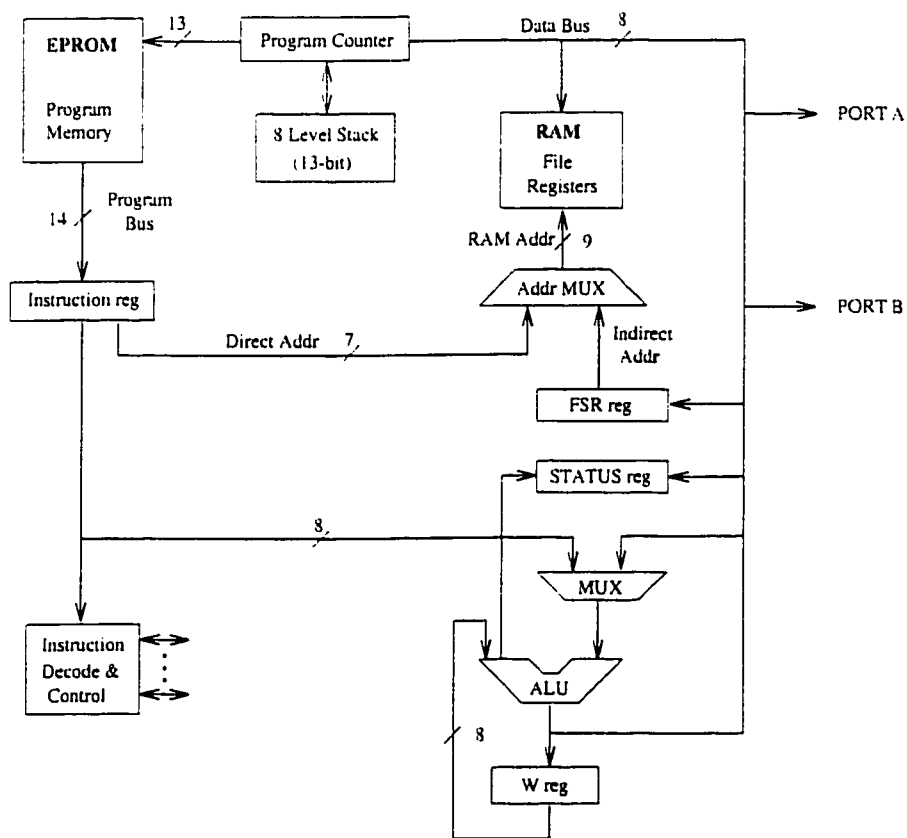 EPROM
Program
Memory
13
Program Counter
Data Bus
8
8 Level Stack
(13-bit)
RAM
File
Registers
PORT A
14
Program
Bus
RAM Addr
9
Instruction reg
Addr MUX
PORT B
Direct Addr
7
Indirect
Addr
FSR reg
STATUS reg
8
MUX
Instruction
Decode &
Control
ALU
8
W reg